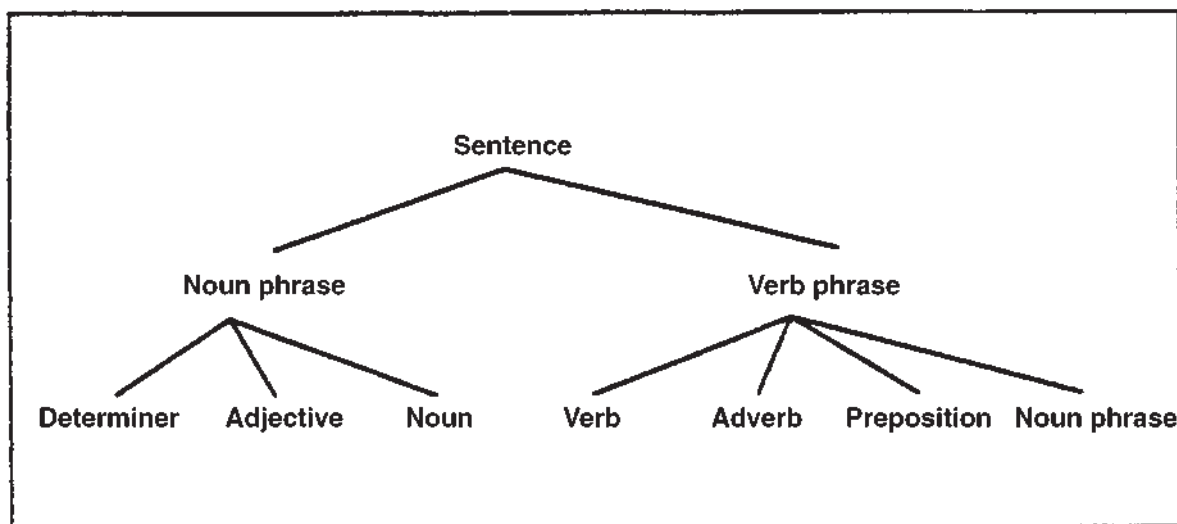 Sentence
Noun phrase Verb phrase
Determiner Adjective Noun Verb Adverb Preposition Noun phrase